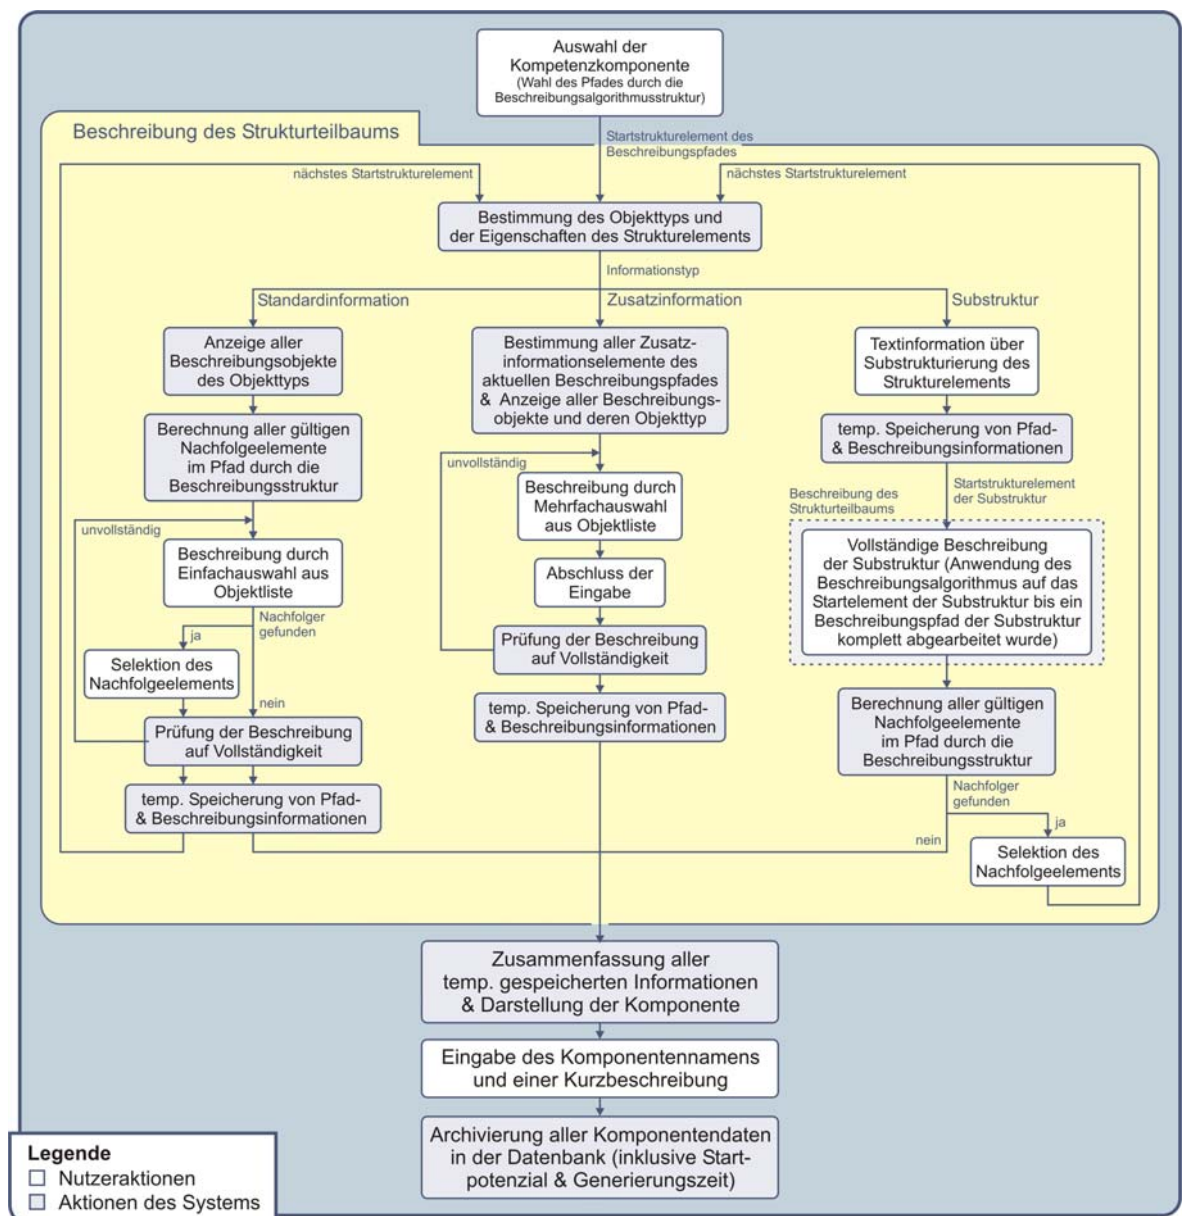 Auswahl der
Kompetenzkomponente
(Wahl des Pfades durch die
Beschreibungsalgorithmusstruktur)
Beschreibung des Strukturteilbaums
Startstrukturelement des
Beschreibungspfades
nächstes Startstrukturelement
nächstes Startstrukturelement
Bestimmung des Objekttyps und
der Eigenschaften des Strukturelements
Informationstyp
Standardinformation
Zusatzinformation
Substruktur
Anzeige aller
Beschreibungsobjekte
des Objekttyps
Berechnung aller gültigen
Nachfolgeelemente
im Pfad durch die
Beschreibungsstruktur
unvollständig
Beschreibung durch
Einfachauswahl aus
Objektliste
Nachfolger
gefunden
ja
Selektion des
Nachfolgeelements
nein
Prüfung der Beschreibung
auf Vollständigkeit
temp. Speicherung von Pfad-
& Beschreibungsinformationen
Bestimmung aller Zusatz-
informationselemente des
aktuellen Beschreibungspfades
& Anzeige aller Beschreibungs-
objekte und deren Objekttyp
unvollständig
Beschreibung durch
Mehrfachauswahl
aus Objektliste
Abschluss der
Eingabe
Prüfung der Beschreibung
auf Vollständigkeit
temp. Speicherung von Pfad-
& Beschreibungsinformationen
Textinformation über
Substrukturierung des
Strukturelements
temp. Speicherung von Pfad-
& Beschreibungsinformationen
Startstrukturelement
der Substruktur
Beschreibung des
Strukturteilbaums
Vollständige Beschreibung
der Substruktur (Anwendung des
Beschreibungsalgorithmus auf das
Startelement der Substruktur bis ein
Beschreibungspfad der Substruktur
komplett abgearbeitet wurde)
Berechnung aller gültigen
Nachfolgeelemente
im Pfad durch die
Beschreibungsstruktur
Nachfolger
gefunden
ja
nein
Selektion des
Nachfolgeelements
Zusammenfassung aller
temp. gespeicherten Informationen
& Darstellung der Komponente
Eingabe des Komponentennamens
und einer Kurzbeschreibung
Archivierung aller Komponentendaten
in der Datenbank (inklusive Start-
potenzial & Generierungszeit)
Legende
Nutzeraktionen
Aktionen des Systems